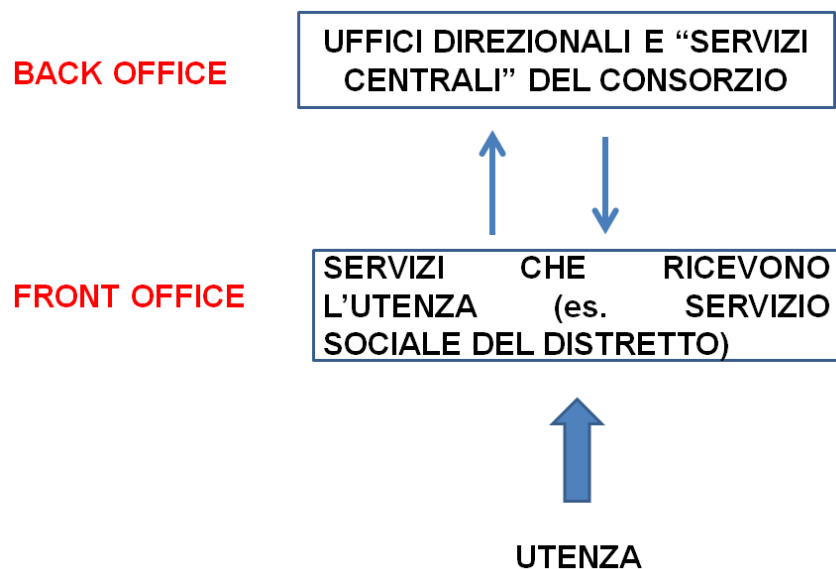 BACK OFFICE
UFFICI DIREZIONALI E “SERVIZI
CENTRALI” DEL CONSORZIO
FRONT OFFICE
SERVIZI CHE RICEVONO
L’UTENZA (es. SERVIZIO
SOCIALE DEL DISTRETTO)
UTENZA